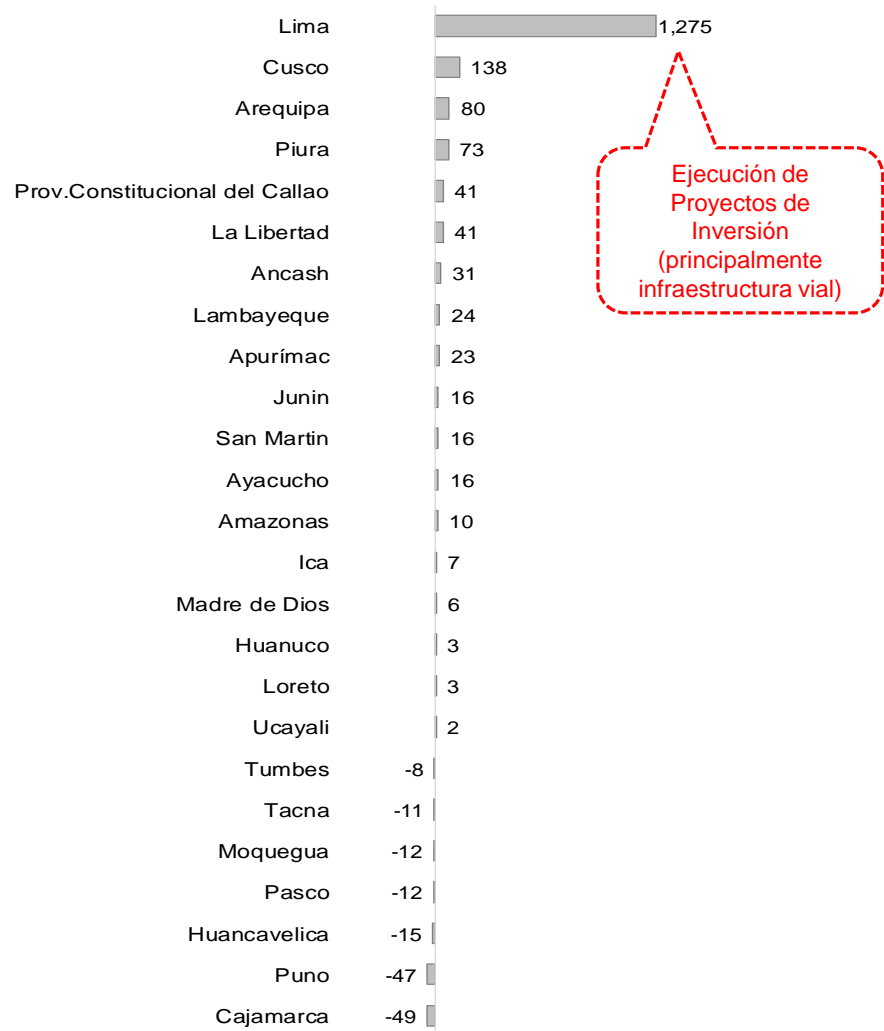 Lima 1,275
Cusco 138
Arequipa 80
Piura 73
Prov.Constitucional del Callao 41
La Libertad 41
Ancash 31
Lambayeque 24
Apurímac 23
Junin 16
San Martin 16
Ayacucho 16
Amazonas 10
Ica 7
Madre de Dios 6
Huanuco 3
Loreto 3
Ucayali 2
Tumbes -8
Tacna -11
Moquegua -12
Pasco -12
Huancavelica -15
Puno -47
Cajamarca -49
Ejecución de
Proyectos de
Inversión
(principalmente
infraestructura vial)